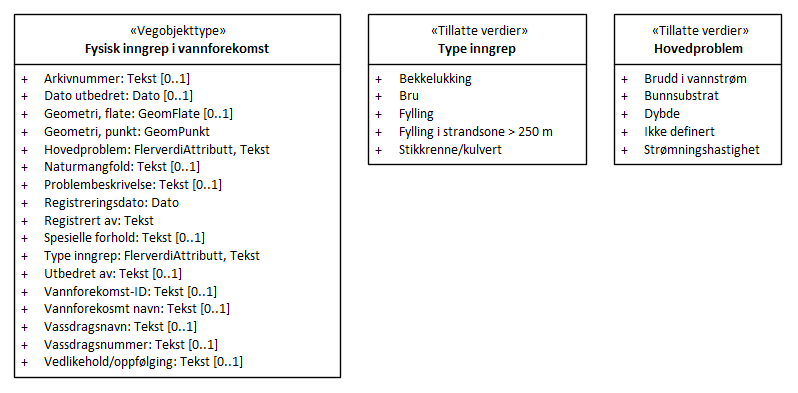 «Vegobjekttype»
Fysisk inngrep i vannforekomst
+ Arkivnummer: Tekst [0..1]
+ Dato utbedret: Dato [0..1]
+ Geometri, flate: GeomFlate [0..1]
+ Geometri, punkt: GeomPunkt
+ Hovedproblem: FlerverdiAttributt, Tekst
+ Naturmangfold: Tekst [0..1]
+ Problembeskrivelse: Tekst [0..1]
+ Registreringsdato: Dato
+ Registrert av: Tekst
+ Spesielle forhold: Tekst [0..1]
+ Type inngrep: FlerverdiAttributt, Tekst
+ Utbedret av: Tekst [0..1]
+ Vannforekomst-ID: Tekst [0..1]
+ Vannforekosmt navn: Tekst [0..1]
+ Vassdragsnavn: Tekst [0..1]
+ Vassdragsnummer: Tekst [0..1]
+ Vedlikehold/oppfølging: Tekst [0..1]
«Tillatte verdier»
Type inngrep
+ Bekkelukking
+ Bru
+ Fylling
+ Fylling i strandsone > 250 m
+ Stikkrenne/kulvert
«Tillatte verdier»
Hovedproblem
+ Brudd i vannstrøm
+ Bunnsubstrat
+ Dybde
+ Ikke definert
+ Strømningshastighet